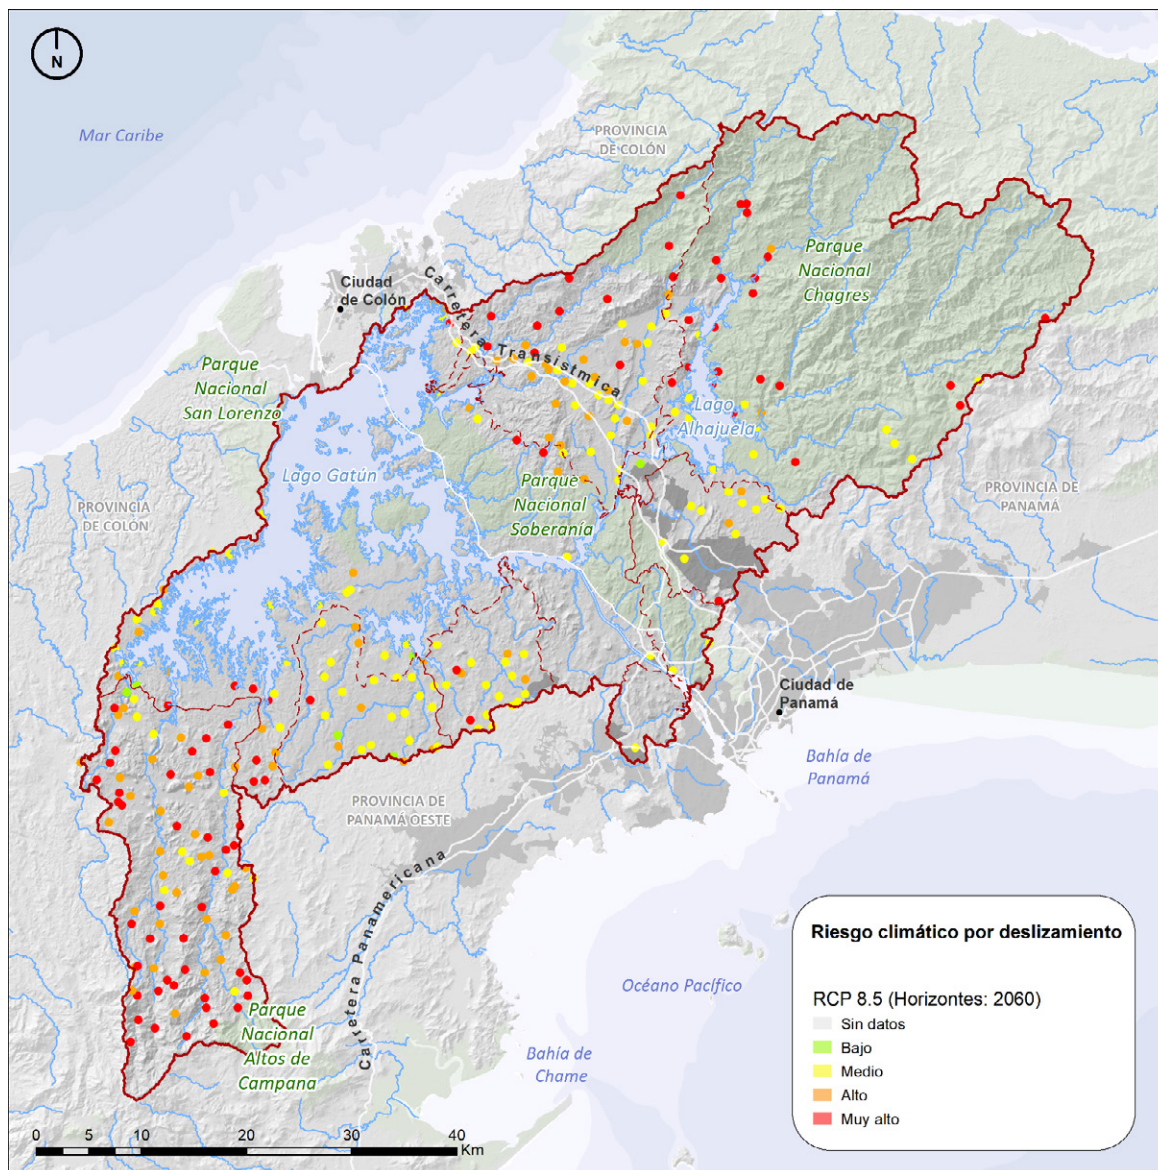 N
Mar Caribe
PROVINCIA
DE COLÓN
Parque
Nacional
Chagres
Ciudad
de Colón
Carretera Transístmica
Parque
Nacional
San Lorenzo
Lago
Alhajuela
Lago Gatún
Parque
Nacional
Soberanía
PROVINCIA
DE COLÓN
PROVINCIA DE
PANAMÁ
Ciudad de
Panamá
Bahía de
Panamá
PROVINCIA DE
PANAMÁ OESTE
Carretera Panamericana
Océano Pacífico
Parque
Nacional
Altos de
Campana
Bahía de
Chame
Riesgo climático por deslizamiento
RCP 8.5 (Horizontes: 2060)
Sin datos
Bajo
Medio
Alto
Muy alto
0 5 10 20 30 40
Km